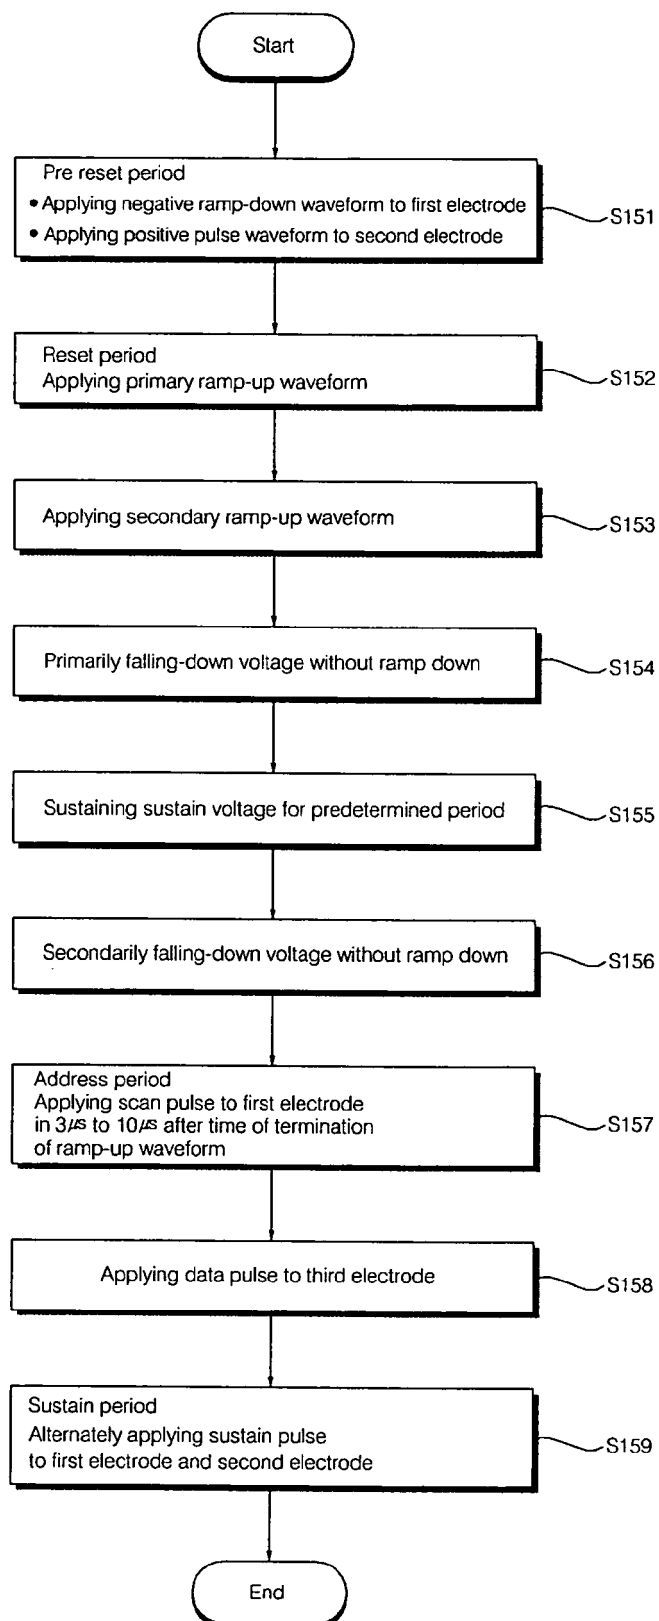 Start
Pre reset period
• Applying negative ramp-down waveform to first electrode
• Applying positive pulse waveform to second electrode
S151
Reset period
Applying primary ramp-up waveform
S152
Applying secondary ramp-up waveform
S153
Primarily falling-down voltage without ramp down
S154
Sustaining sustain voltage for predetermined period
S155
Secondarily falling-down voltage without ramp down
S156
Address period
Applying scan pulse to first electrode
in 3㎲ to 10㎲ after time of termination
of ramp-up waveform
S157
Applying data pulse to third electrode
S158
Sustain period
Alternately applying sustain pulse
to first electrode and second electrode
S159
End